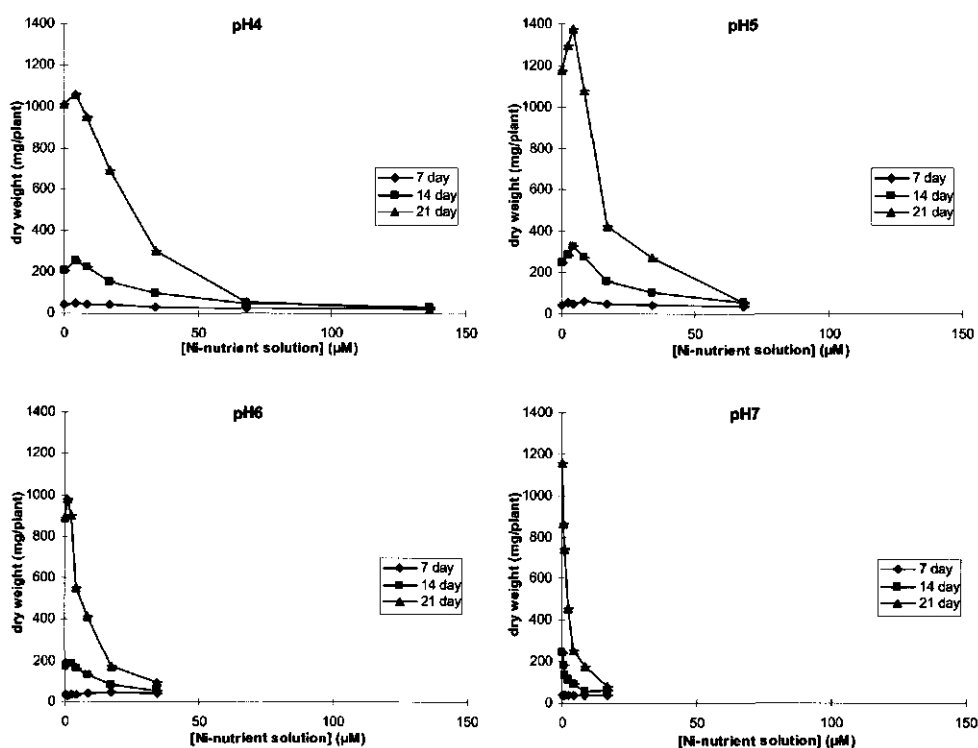 pH4
1400
1200
1000
800
600
400
200
0
dry weight (mg/plant)
0 50 100 150
[Ni-nutrient solution] (µM)
7 day
14 day
21 day
pH5
1400
1200
1000
800
600
400
200
0
dry weight (mg/plant)
0 50 100 150
[Ni-nutrient solution] (µM)
7 day
14 day
21 day
pH6
1400
1200
1000
800
600
400
200
0
dry weight (mg/plant)
0 50 100 150
[Ni-nutrient solution] (µM)
7 day
14 day
21 day
pH7
1400
1200
1000
800
600
400
200
0
dry weight (mg/plant)
0 50 100 150
[Ni-nutrient solution] (µM)
7 day
14 day
21 day